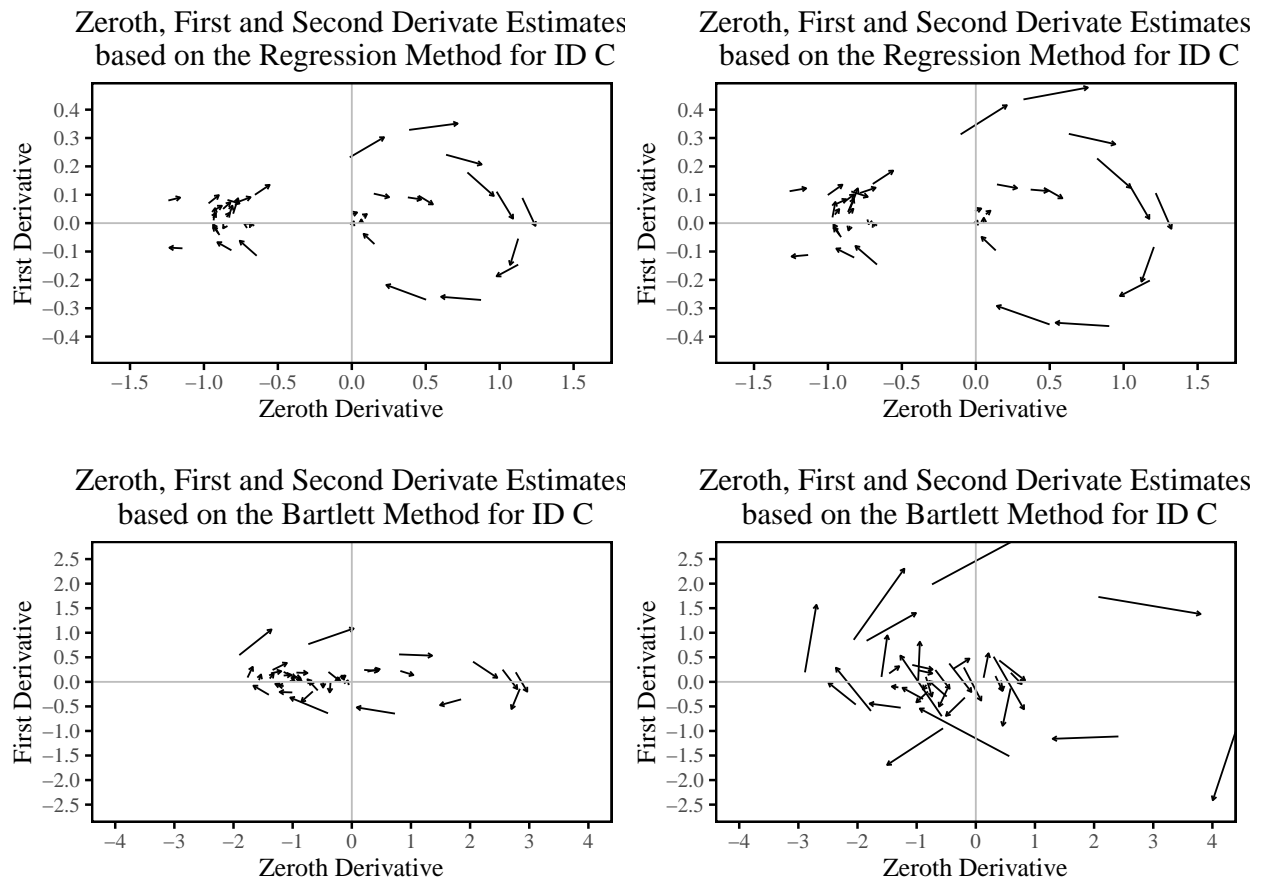 Zeroth, First and Second Derivate Estimates
based on the Regression Method for ID C
First Derivative
0.4
0.3
0.2
0.1
0.0
−0.1
−0.2
−0.3
−0.4
−1.5 −1.0 −0.5 0.0 0.5 1.0 1.5
Zeroth Derivative
Zeroth, First and Second Derivate Estimates
based on the Regression Method for ID C
First Derivative
0.4
0.3
0.2
0.1
0.0
−0.1
−0.2
−0.3
−0.4
−1.5 −1.0 −0.5 0.0 0.5 1.0 1.5
Zeroth Derivative
Zeroth, First and Second Derivate Estimates
based on the Bartlett Method for ID C
First Derivative
2.5
2.0
1.5
1.0
0.5
0.0
−0.5
−1.0
−1.5
−2.0
−2.5
−4 −3 −2 −1 0 1 2 3 4
Zeroth Derivative
Zeroth, First and Second Derivate Estimates
based on the Bartlett Method for ID C
First Derivative
2.5
2.0
1.5
1.0
0.5
0.0
−0.5
−1.0
−1.5
−2.0
−2.5
−4 −3 −2 −1 0 1 2 3 4
Zeroth Derivative